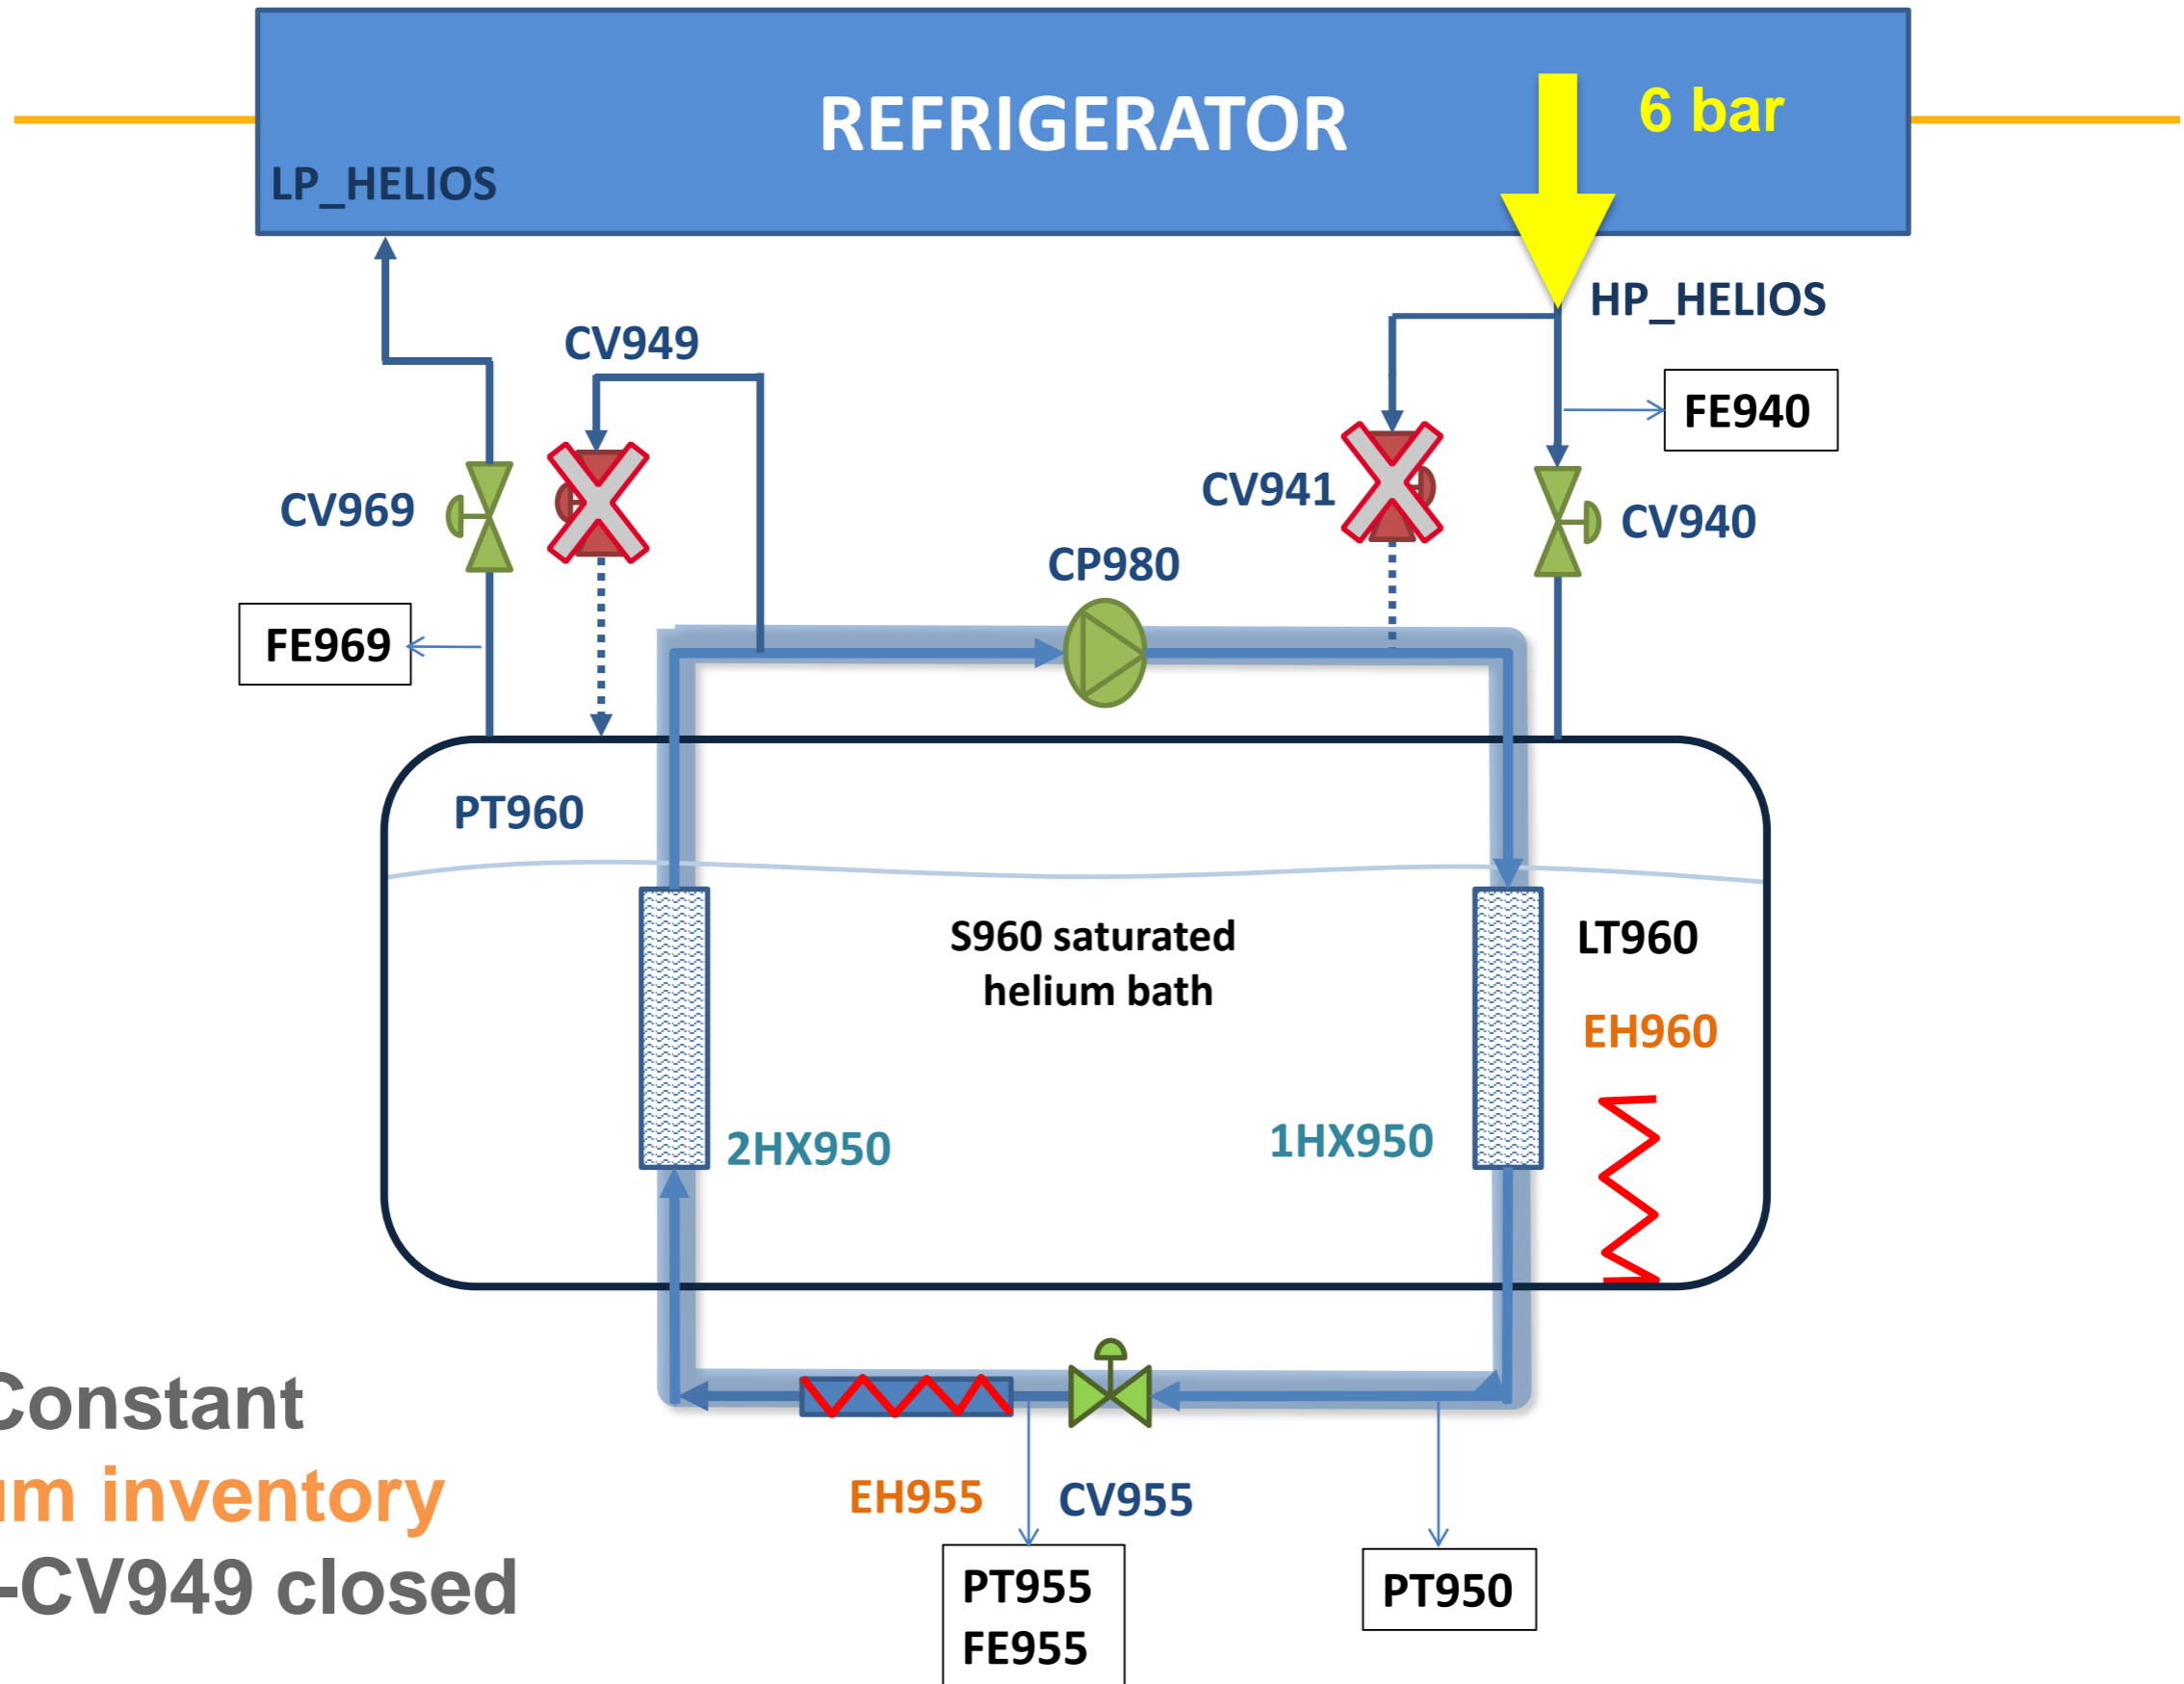 REFRIGERATOR
6 bar
LP_HELIOS
HP_HELIOS
CV949
FE940
CV969
CV941
CV940
CP980
FE969
PT960
S960 saturated
helium bath
LT960
EH960
2HX950
1HX950
Constant
inventory
EH955
CV955
-CV949 closed
PT955
FE955
PT950